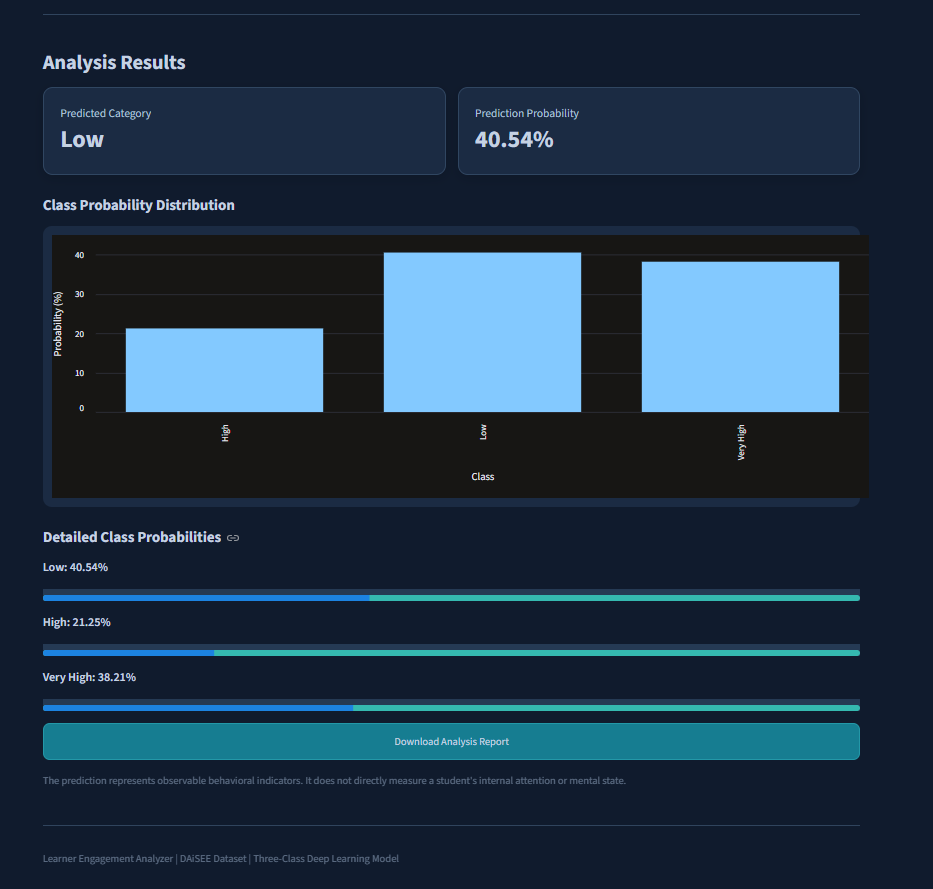 Analysis Results
Predicted Category
Low
Prediction Probability
40.54%
Class Probability Distribution
Probability (%)
40
30
20
10
0
High
Low
Very High
Class
Detailed Class Probabilities
Low: 40.54%
High: 21.25%
Very High: 38.21%
Download Analysis Report
The prediction represents observable behavioral indicators. It does not directly measure a student's internal attention or mental state.
Learner Engagement Analyzer | DAiSEE Dataset | Three-Class Deep Learning Model